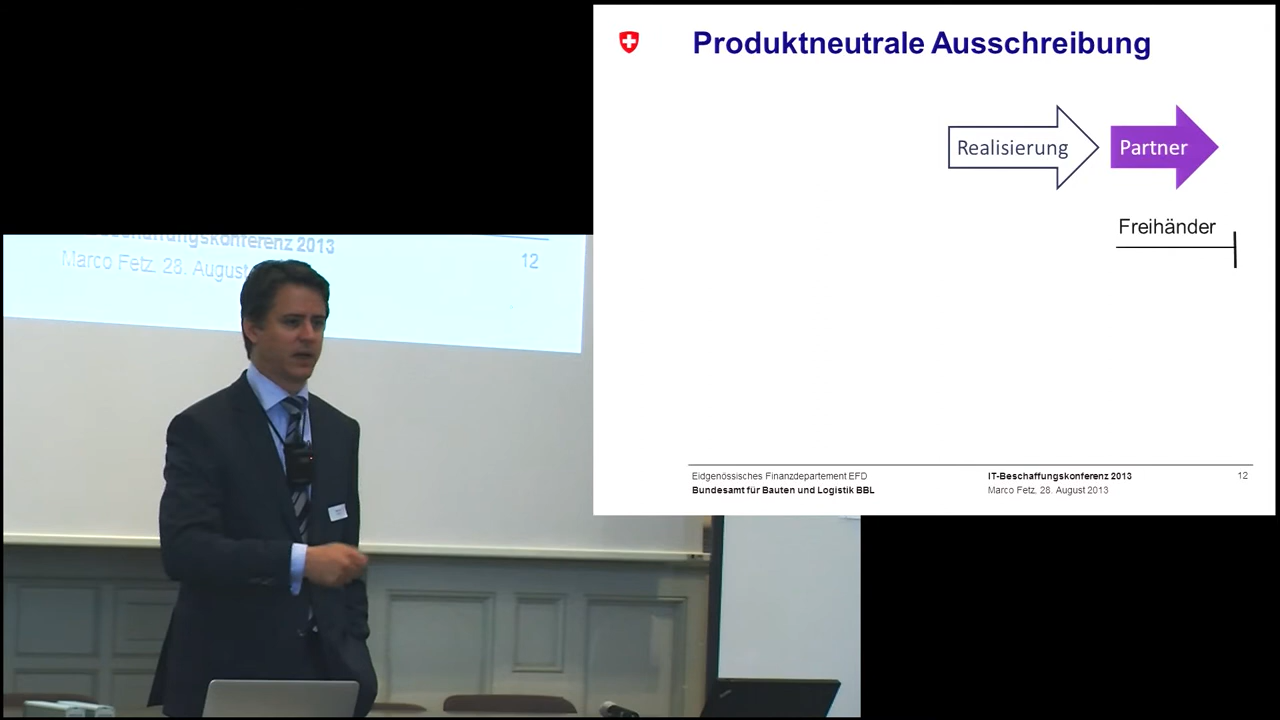 Produktneutrale Ausschreibung
Realisierung
Partner
Freihänder
Eidgenössisches Finanzdepartement EFD
Bundesamt für Bauten und Logistik BBL
IT-Beschaffungskonferenz 2013
Marco Fetz, 28. August 2013
12
Beschaffungskonferenz 2013
Marco Fetz, 28. August
12